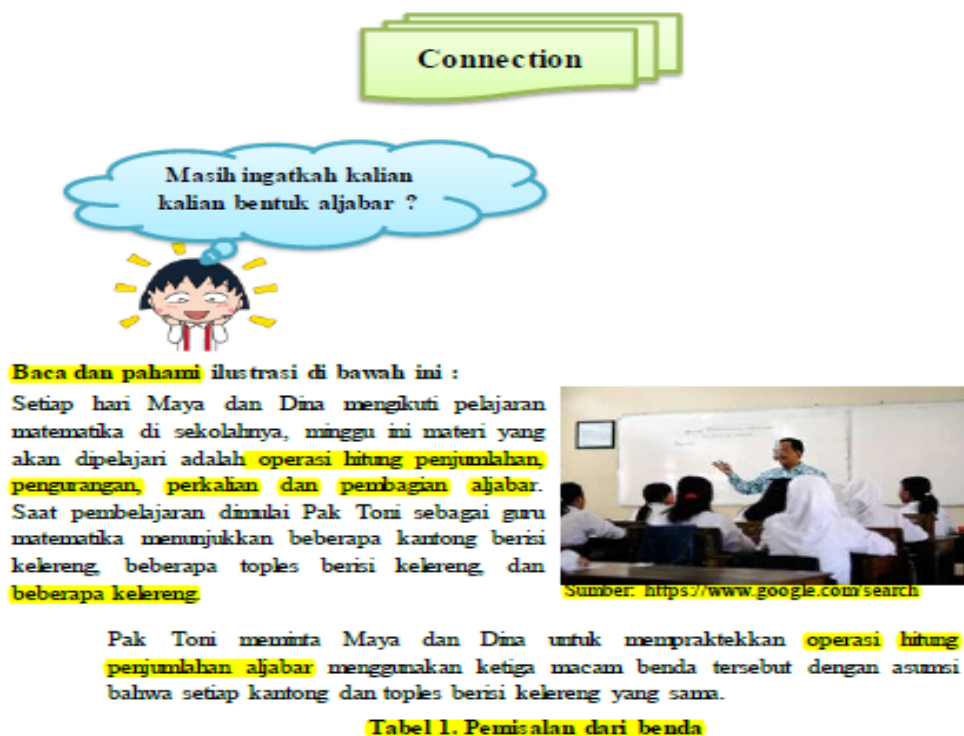 Connection
Masih ingatkah kalian
kalian bentuk aljabar ?
Baca dan pahami ilustrasi di bawah ini :
Setiap hari Maya dan Dina mengikuti pelajaran
matematika di sekolahnya, minggu ini materi yang
akan dipelajari adalah operasi hitung penjumlahan,
pengurangan, perkalian dan pembagian aljabar.
Saat pembelajaran dimulai Pak Toni sebagai guru
matematika menunjukkan beberapa kantong berisi
kelereng, beberapa toples berisi kelereng, dan
beberapa kelereng.
Sumber: https://www.google.com/search
Pak Toni meminta Maya dan Dina untuk mempraktekkan operasi hitung
penjumlahan aljabar menggunakan ketiga macam benda tersebut dengan asumsi
bahwa setiap kantong dan toples berisi kelereng yang sama.
Tabel 1. Pemisalan dari benda